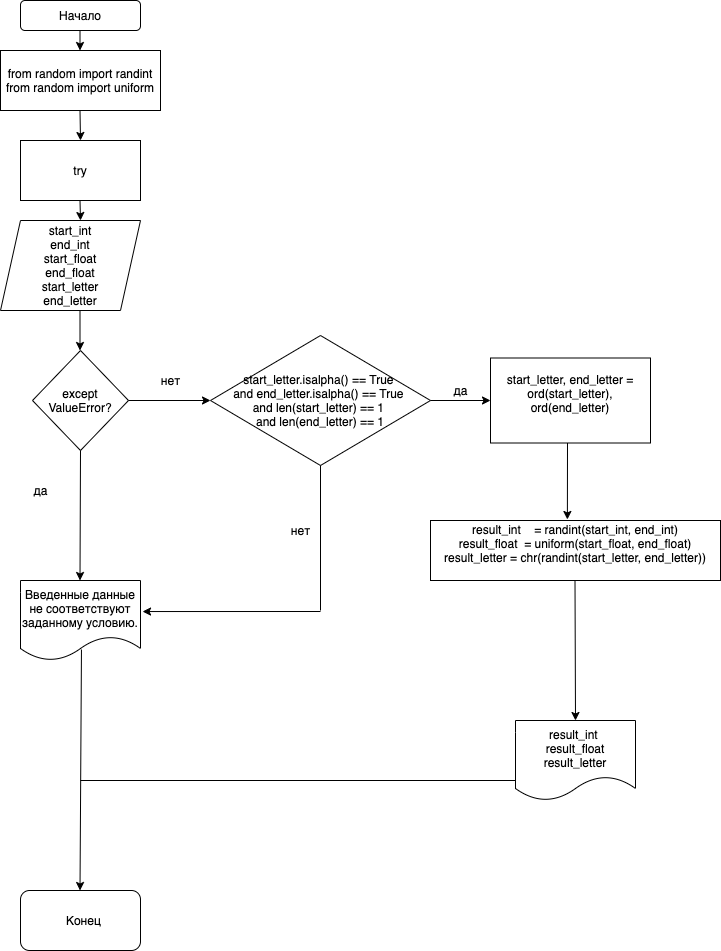 Начало
from random import randint
from random import uniform
try
start_int
end_int
start_float
end_float
start_letter
end_letter
except
ValueError?
нет
start_letter.isalpha() == True
and end_letter.isalpha() == True
and len(start_letter) == 1
and len(end_letter) == 1
да
start_letter, end_letter =
ord(start_letter),
ord(end_letter)
да
нет
result_int = randint(start_int, end_int)
result_float = uniform(start_float, end_float)
result_letter = chr(randint(start_letter, end_letter))
Введенные данные
не соответствуют
заданному условию.
result_int
result_float
result_letter
Конец